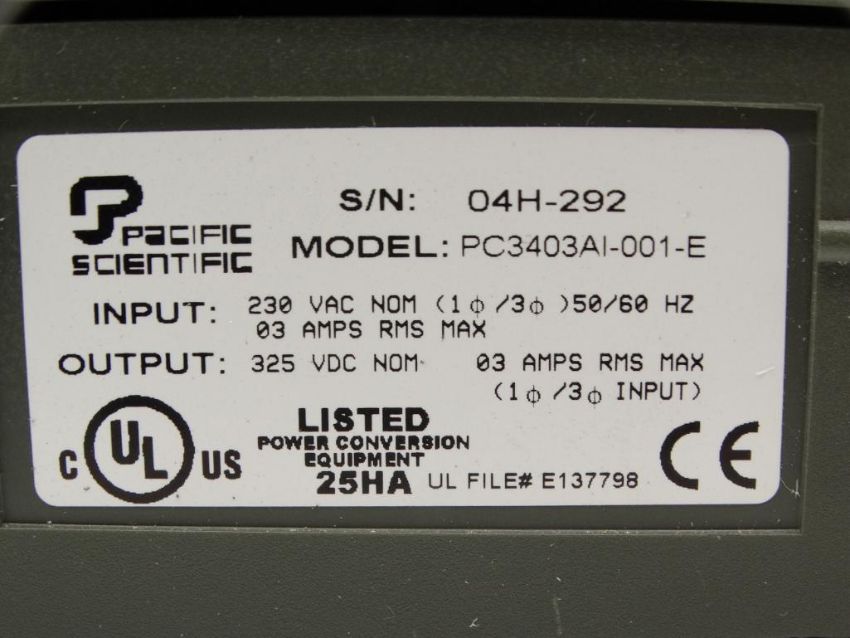 PACIFIC
SCIENTIFIC
S/N: 04H-292
MODEL: PC3403AI-001-E
INPUT: 230 VAC NOM (1ϕ/3ϕ)50/60 HZ
03 AMPS RMS MAX
OUTPUT: 325 VDC NOM 03 AMPS RMS MAX
(1ϕ/3ϕ INPUT)
C UL US
LISTED
POWER CONVERSION
EQUIPMENT
25HA UL FILE# E137798
CE